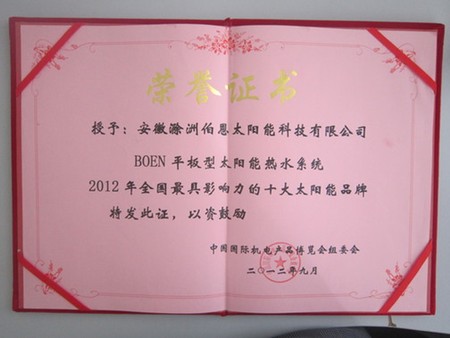 荣誉证书
授予：安徽滁洲伯恩太阳能科技有限公司
BOEN 平板型太阳能热水系统
2012 年全国最具影响力的十大太阳能品牌
特发此证，以资鼓励
中国国际机电产品博览会组委会
二〇一二年九月